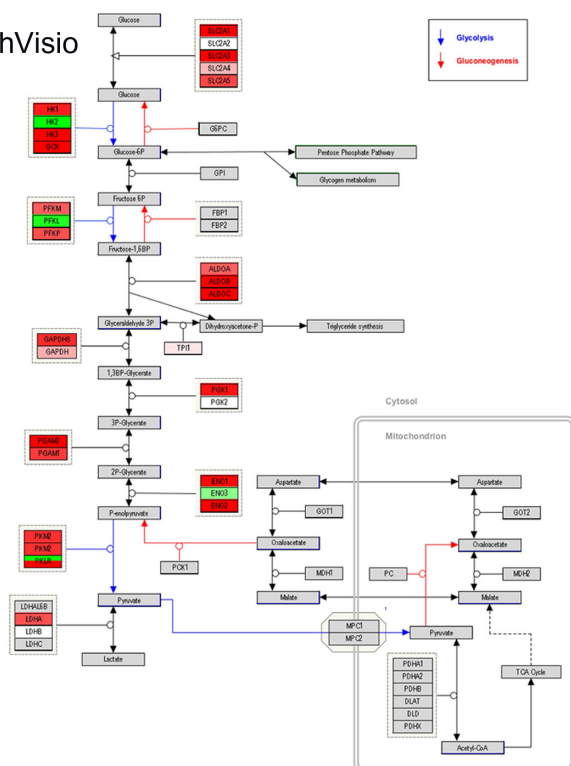 Glucose
hVisio
SLC2A1
SLC2A2
SLC2A3
SLC2A4
SLC2A5
Glycolysis
Gluconeogenesis
Glucose
HK1
HK2
HK3
GCK
G6PC
Glucose-6P
Pentose Phosphate Pathway
GPI
Glycogen metabolism
Fructose 6P
PFKM
PFKL
PFKP
FBP1
FBP2
Fructose-1,6BP
ALDOA
ALDOB
ALDOC
Glyceraldehyde 3P
Dihydroxyacetone-P
Triglyceride synthesis
GAPDHS
GAPDH
TPI1
1,3BP-Glycerate
PGK1
PGK2
3P-Glycerate
Cytosol
Mitochondrion
PGAM2
PGAM1
2P-Glycerate
ENO1
ENO3
ENO2
Aspartate
Aspartate
P-enolpyruvate
GOT1
GOT2
PKM2
PKM2
PKLR
Oxaloacetate
Oxaloacetate
PCK1
MDH1
PC
MDH2
Pyruvate
Malate
Malate
LDHAL6B
LDHA
LDHB
LDHC
1
MPC1
MPC2
Pyruvate
Lactate
PDHA1
PDHA2
PDHB
DLAT
DLD
PDHX
TCA Cycle
Acetyl-CoA